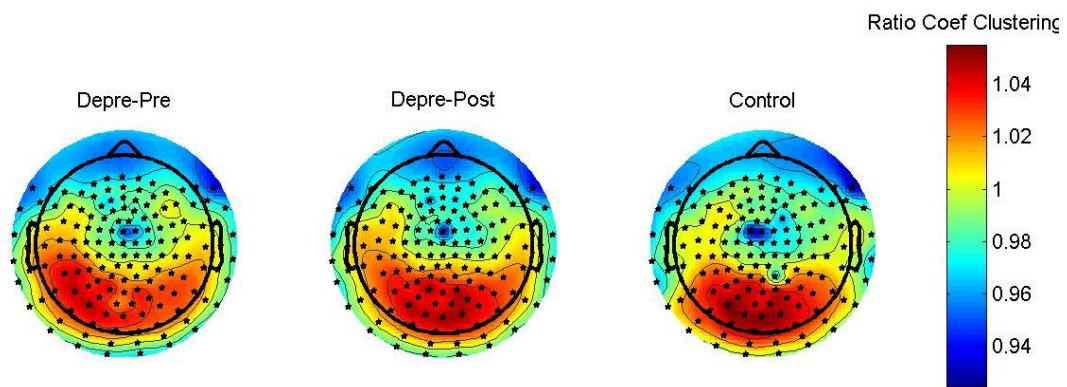 Ratio Coef Clustering
Depre-Pre
Depre-Post
Control
1.04
1.02
1
0.98
0.96
0.94